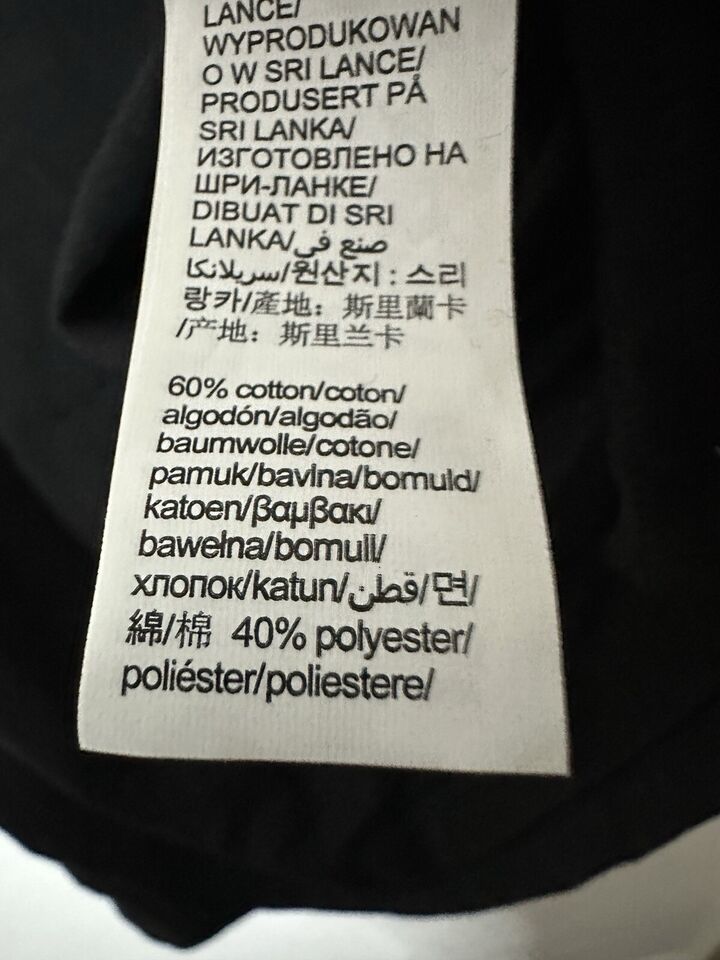 LANCE/
WYPRODUKOWAN
O W SRI LANCE/
PRODUSERT PÅ
SRI LANKA/
ИЗГОТОВЛЕНО НА
ШРИ-ЛАНКЕ/
DIBUAT DI SRI
LANKA/صنع في
سريلانكا/원산지 : 스리
랑카/產地：斯里蘭卡
/产地：斯里兰卡
60% cotton/coton/
algodón/algodão/
baumwolle/cotone/
pamuk/bavlna/bomuld/
katoen/βαμβακι/
bawełna/bomull/
хлопок/katun/قطن/면/
綿/棉 40% polyester/
poliéster/poliestere/